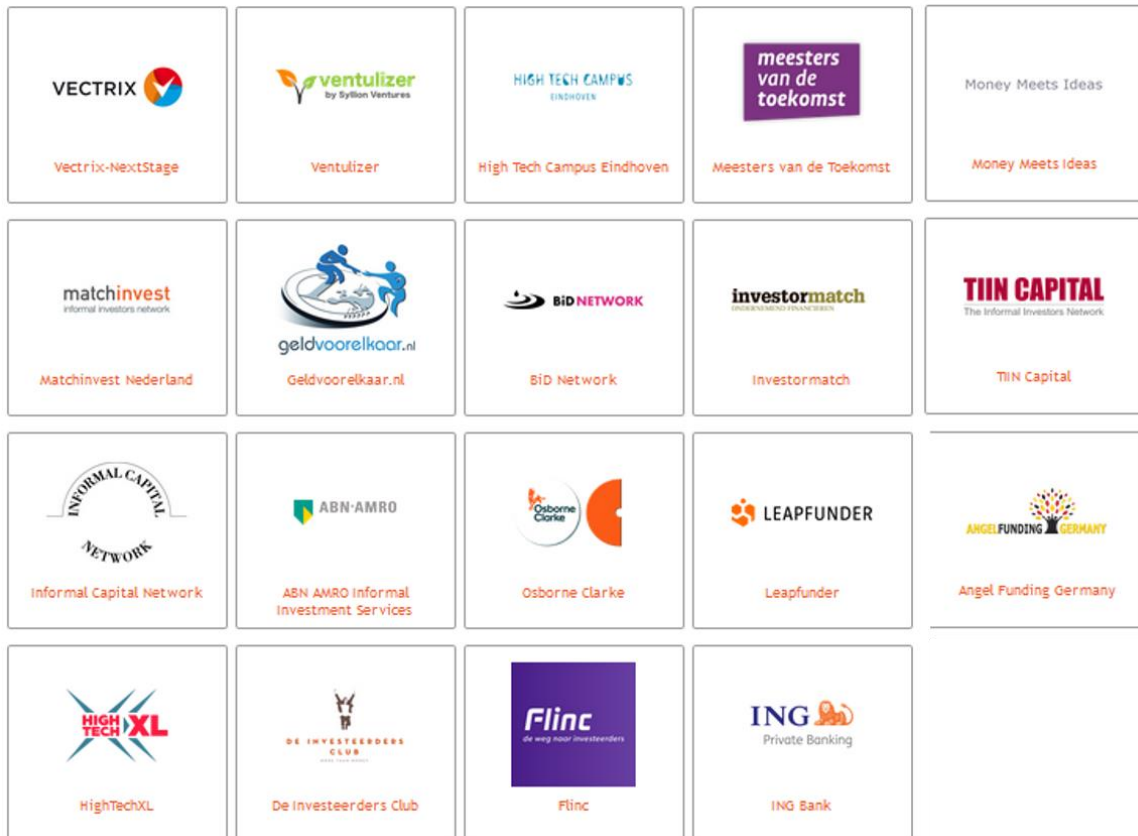 VECTRIX
Vectrix-NextStage
ventulizer
by Syllion Ventures
Ventulizer
HIGH TECH CAMPUS
EINDHOVEN
High Tech Campus Eindhoven
meesters
van de
toekomst
Meesters van de Toekomst
Money Meets Ideas
Money Meets Ideas
matchinvest
informal investors network
Matchinvest Nederland
geldvoorelkaar.nl
Geldvoorelkaar.nl
BiD NETWORK
BiD Network
investormatch
ONDERNEMEND FINANCIEREN
Investormatch
TIIN CAPITAL
The Informal Investors Network
TIIN Capital
INFORMAL CAPITAL
NETWORK
Informal Capital Network
ABN·AMRO
ABN AMRO Informal
Investment Services
Osborne
Clarke
Osborne Clarke
LEAPFUNDER
Leapfunder
ANGELFUNDING GERMANY
Angel Funding Germany
HIGH
TECH XL
HighTechXL
DE INVESTEERDERS
CLUB
MORE THAN MONEY
De Investeerders Club
Flinc
de weg naar investeerders
Flinc
ING
Private Banking
ING Bank